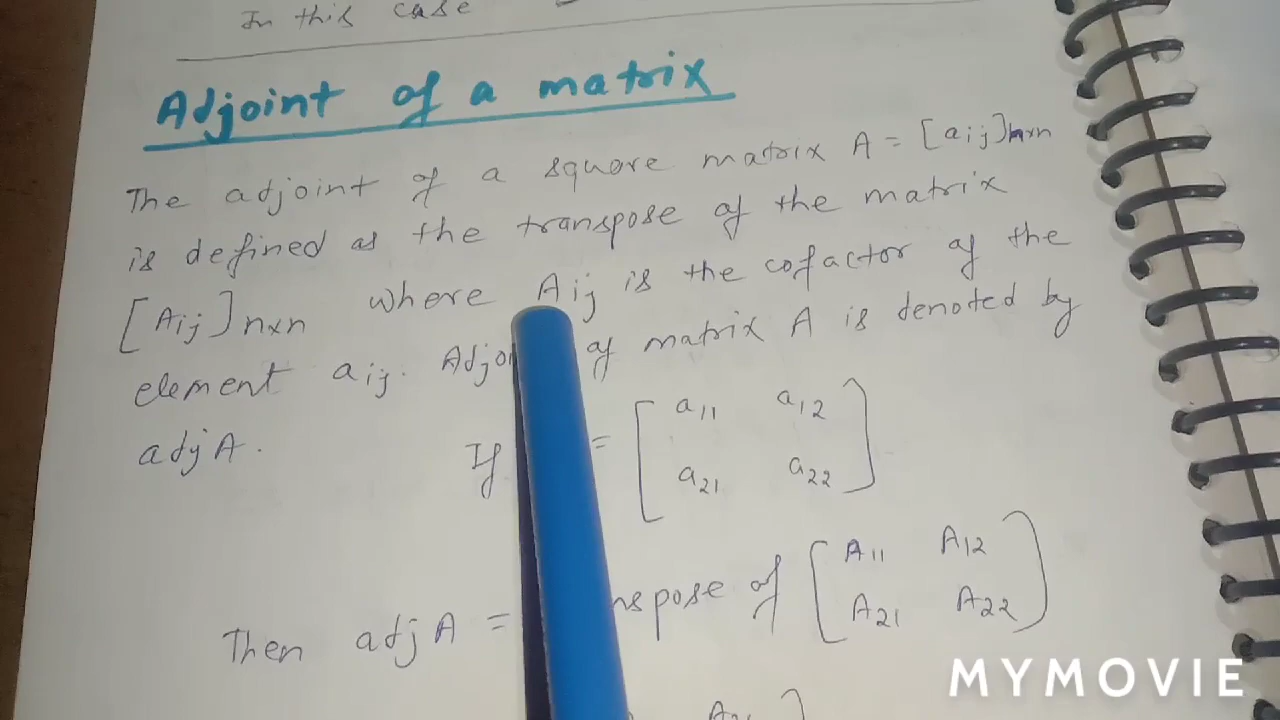 In this case
Adjoint of a matrix
The adjoint of a square matrix A = [aij]n×n
is defined as the transpose of the matrix
[Aij]n×n where Aij is the cofactor of the
element aij. Adjoi of matrix A is denoted by
adjA.
If = [ a11 a12
a21 a22 ]
Then adj A = nspose of [ A11 A12
A21 A22 ]
MYMOVIE